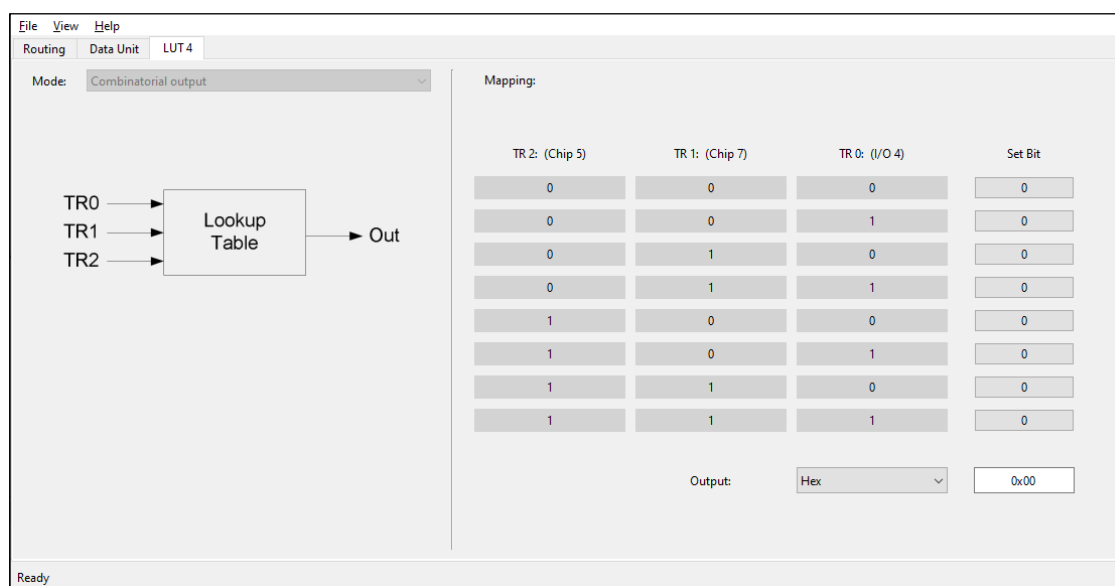 File View Help
Routing Data Unit LUT 4
Mode: Combinatorial output
Mapping:
TR 2: (Chip 5) TR 1: (Chip 7) TR 0: (I/O 4) Set Bit
0 0 0 0
0 0 1 0
0 1 0 0
0 1 1 0
1 0 0 0
1 0 1 0
1 1 0 0
1 1 1 0
TR0
TR1
TR2
Lookup
Table
Out
Output: Hex 0x00
Ready